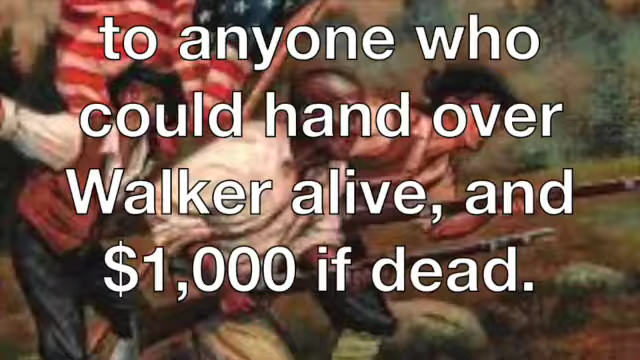 to anyone who
could hand over
Walker alive, and
$1,000 if dead.